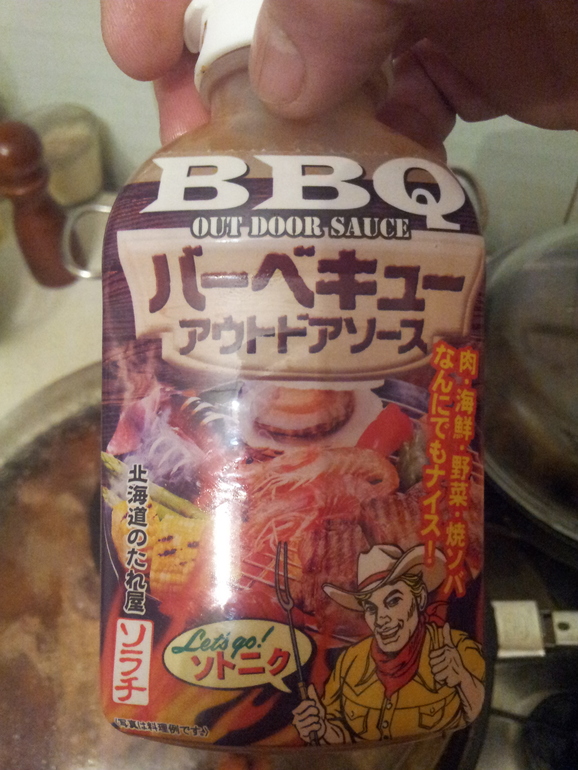 BBQ
OUT DOOR SAUCE
バーベキュー
アウトドアソース
肉・海鮮・野菜・焼ソバ
なんにでもナイス!
北海道のたれ屋
ソラチ
Let's go!
ソトニク
(写真は料理例です。)